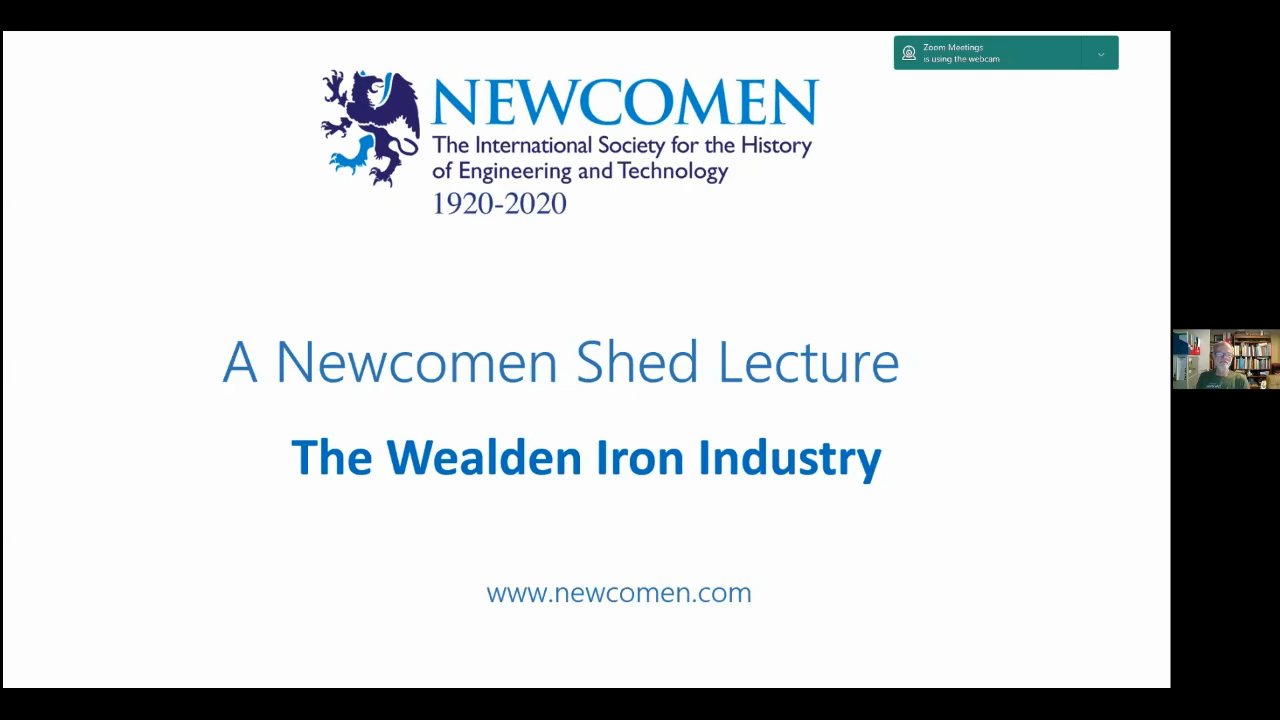 Zoom Meetings
is using the webcam
NEWCOMEN
The International Society for the History
of Engineering and Technology
1920-2020
A Newcomen Shed Lecture
The Wealden Iron Industry
www.newcomen.com